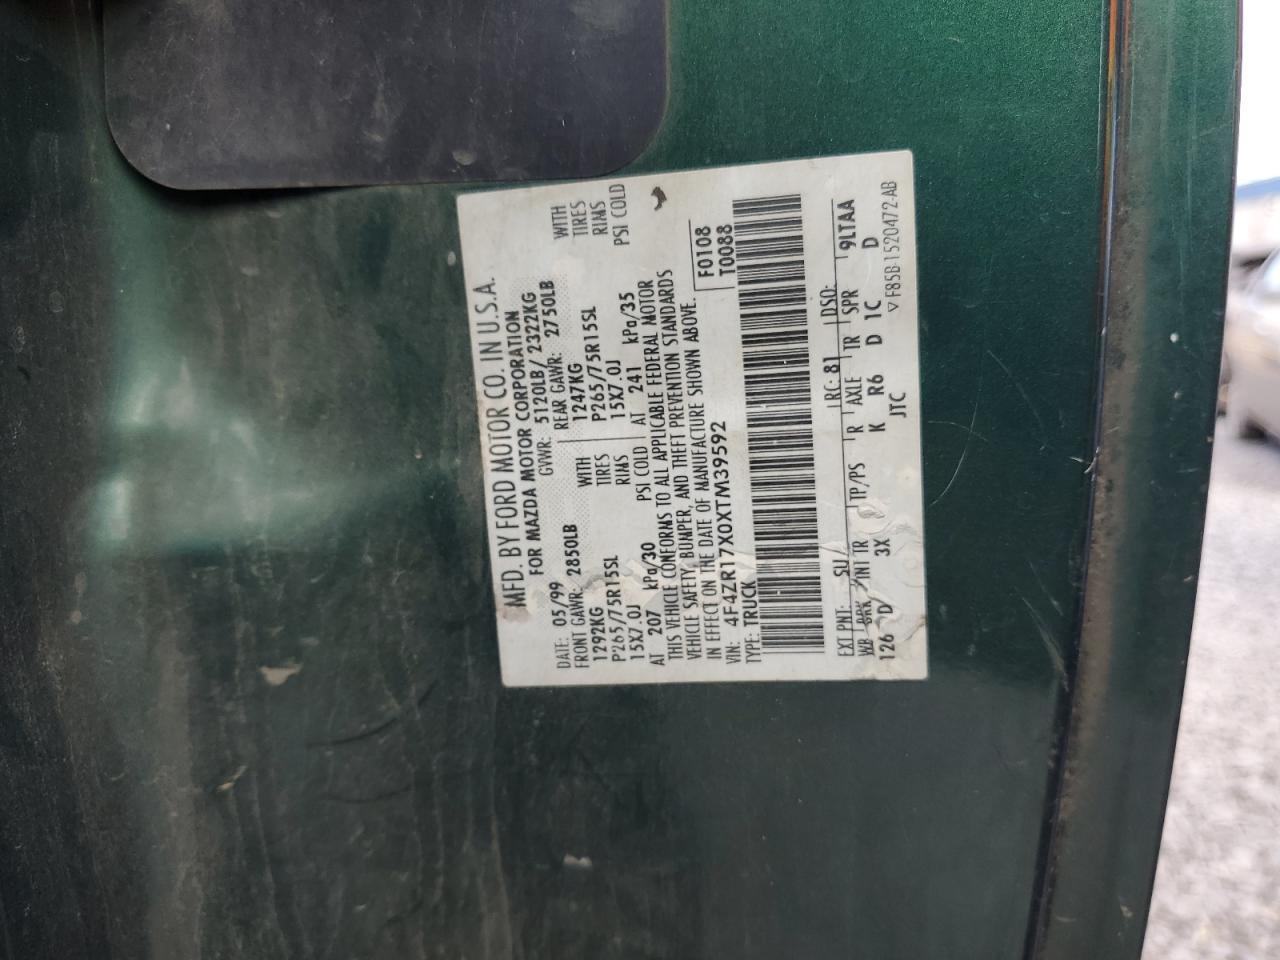 MFD. BY FORD MOTOR CO. IN U.S.A.
FOR MAZDA MOTOR CORPORATION
DATE: 05/99 GVWR: 5120LB/ 2322KG
FRONT GAWR: 2850LB REAR GAWR: 2750LB
1292KG WITH 1247KG WITH
P265/75R15SL TIRES P265/75R15SL TIRES
15X7.0J RIMS 15X7.0J RIMS
AT 207 kPa/30 PSI COLD AT 241 kPa/35 PSI COLD
THIS VEHICLE CONFORMS TO ALL APPLICABLE FEDERAL MOTOR
VEHICLE SAFETY, BUMPER, AND THEFT PREVENTION STANDARDS
IN EFFECT ON THE DATE OF MANUFACTURE SHOWN ABOVE.
VIN: 4F4ZR17X0XTM39592 F0108
TYPE: TRUCK T0088
EXT PNT: SU/ RC: 81 DSO:
WB BRK INT TR TP/PS R AXLE TR SPR 9LTAA
126 D 3X K R6 D 1C D
JTC
▽F85B-1520472-AB